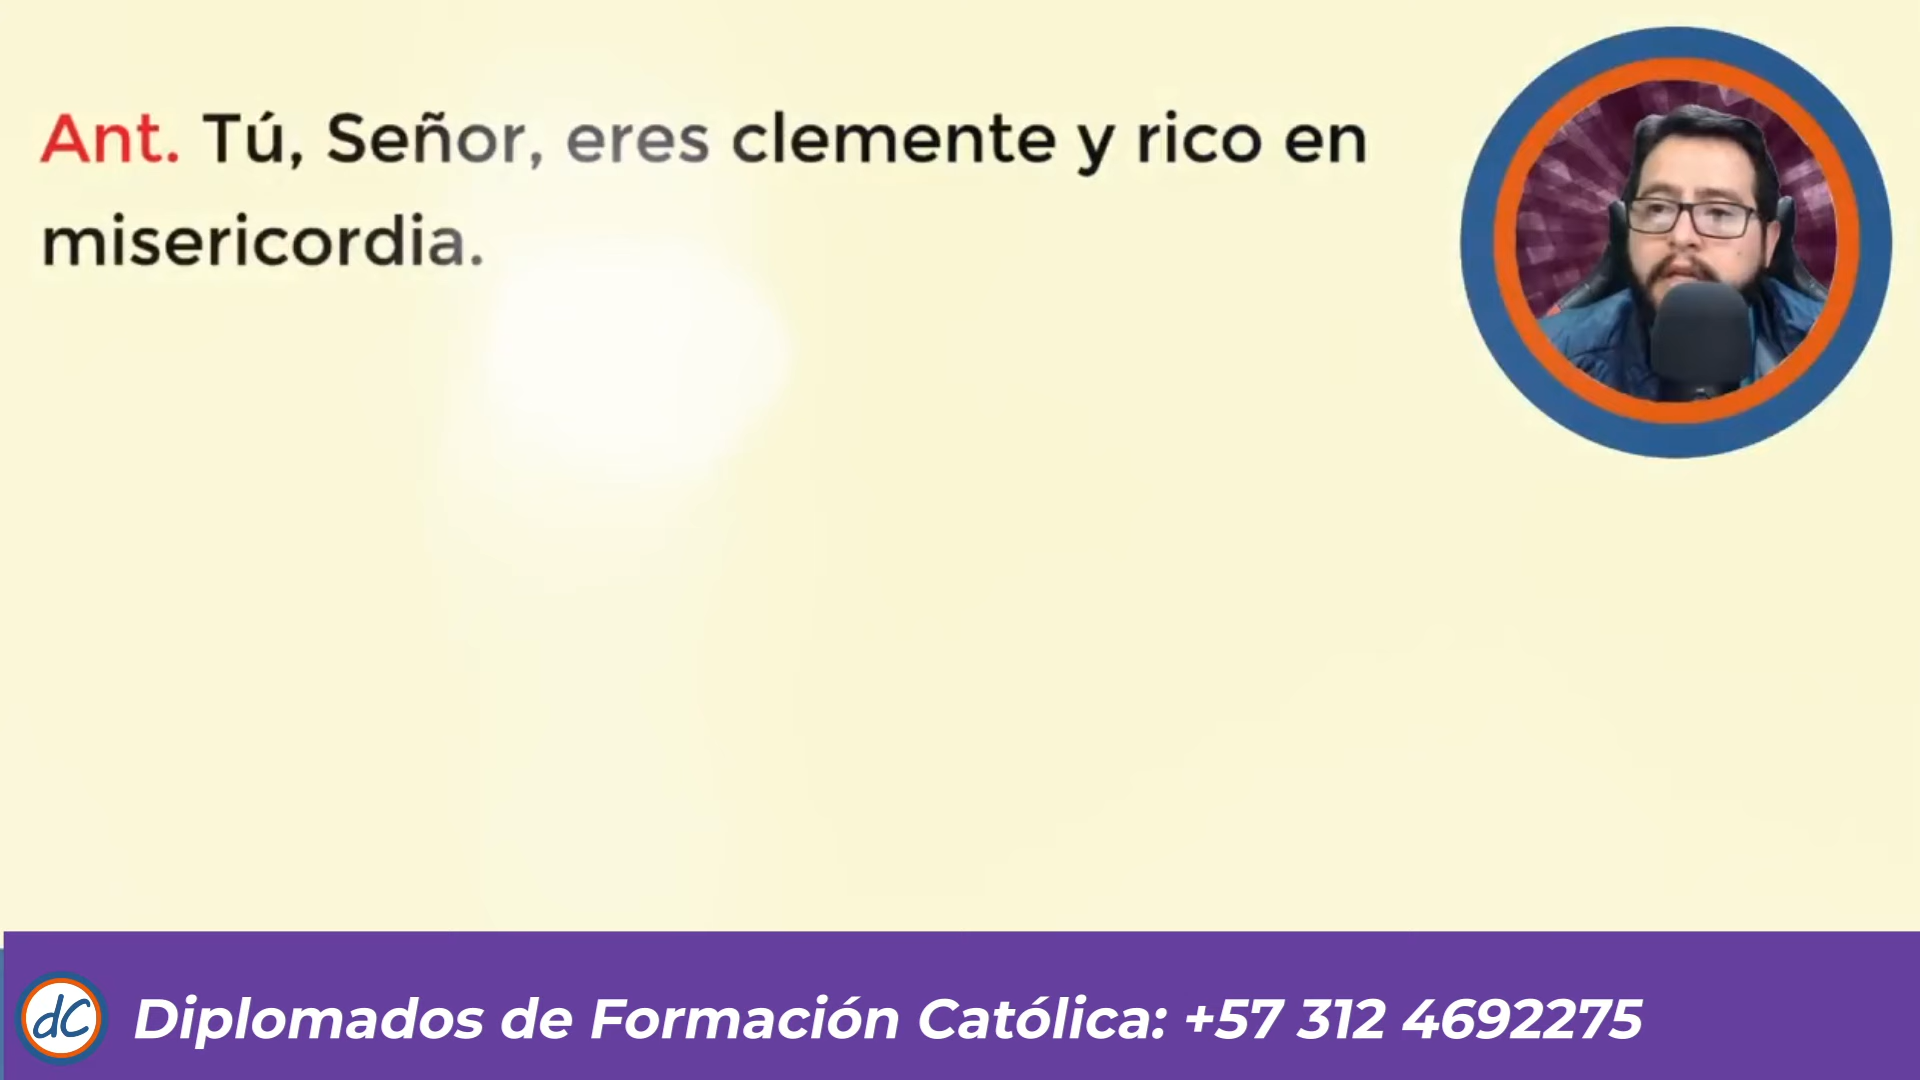 Ant. Tú, Señor, eres clemente y rico en
misericordia.
dC Diplomados de Formación Católica: +57 312 4692275